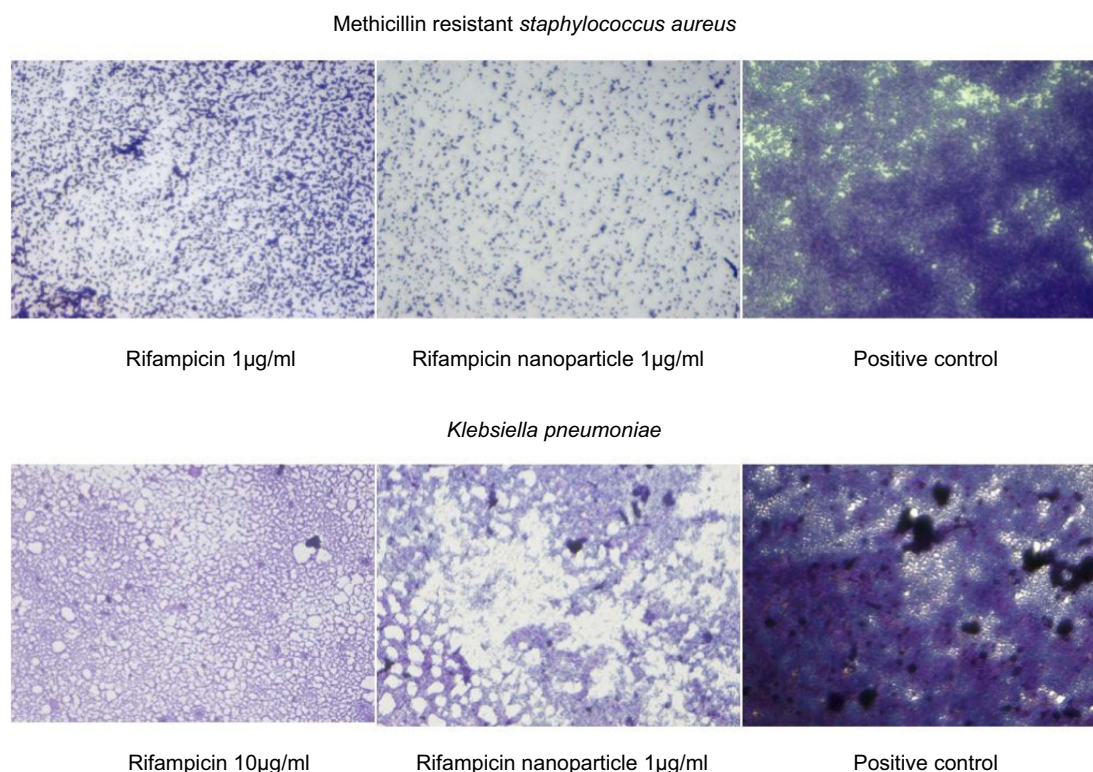 Methicillin resistant staphylococcus aureus
Rifampicin 1µg/ml Rifampicin nanoparticle 1µg/ml Positive control
Klebsiella pneumoniae
Rifampicin 10µg/ml Rifampicin nanoparticle 1µg/ml Positive control